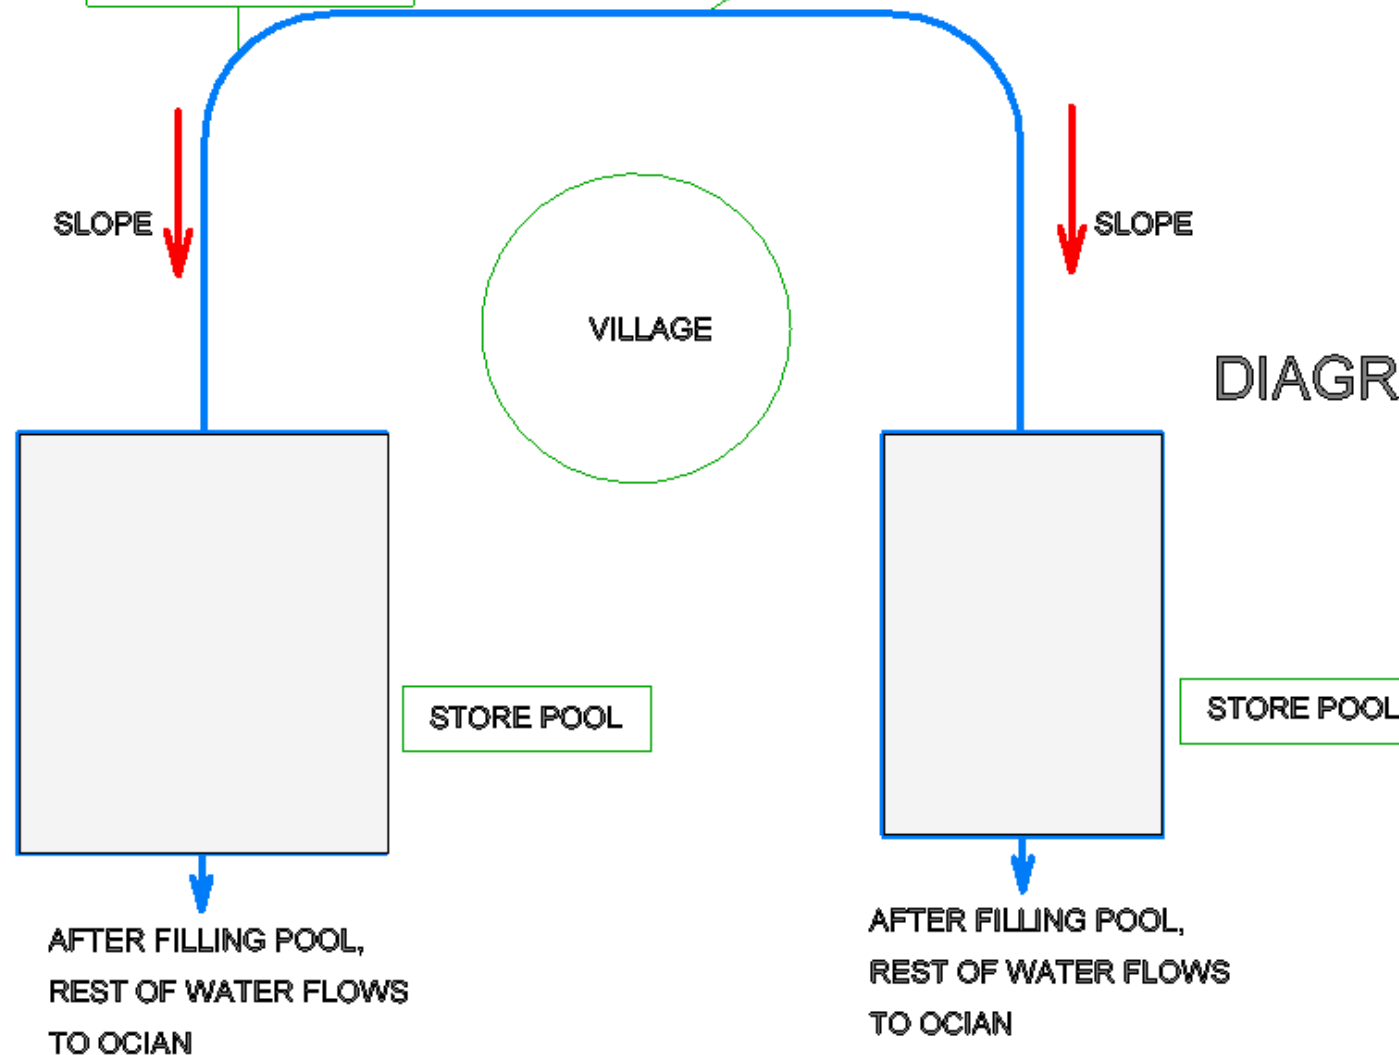 SLOPE
SLOPE
VILLAGE
DIAGR
STORE POOL
STORE POOL
AFTER FILLING POOL,
REST OF WATER FLOWS
TO OCIAN
AFTER FILLING POOL,
REST OF WATER FLOWS
TO OCIAN